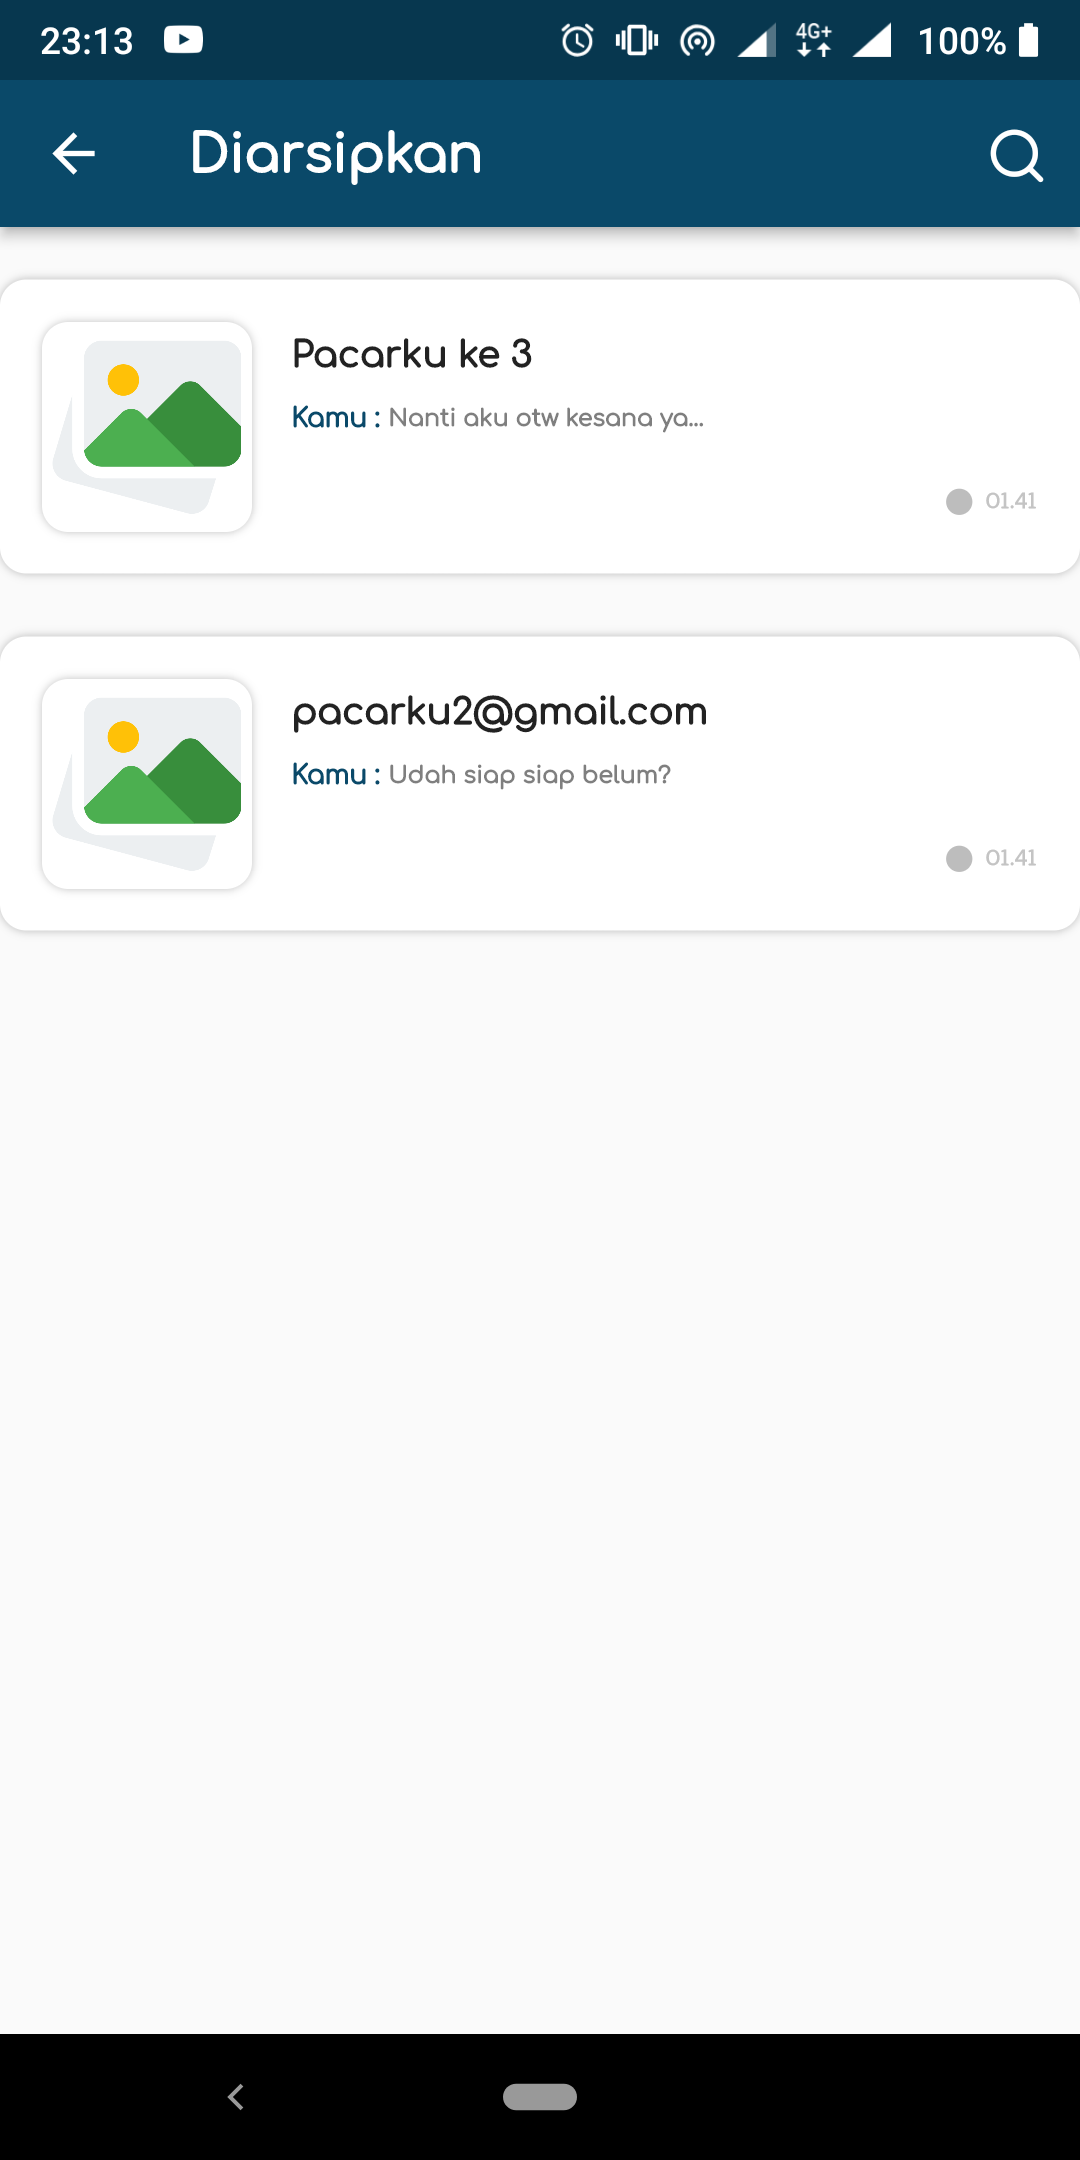 23:13 4G+ 100%
Diarsipkan
Pacarku ke 3
Kamu : Nanti aku otw kesana ya...
01.41
pacarku2@gmail.com
Kamu : Udah siap siap belum?
01.41